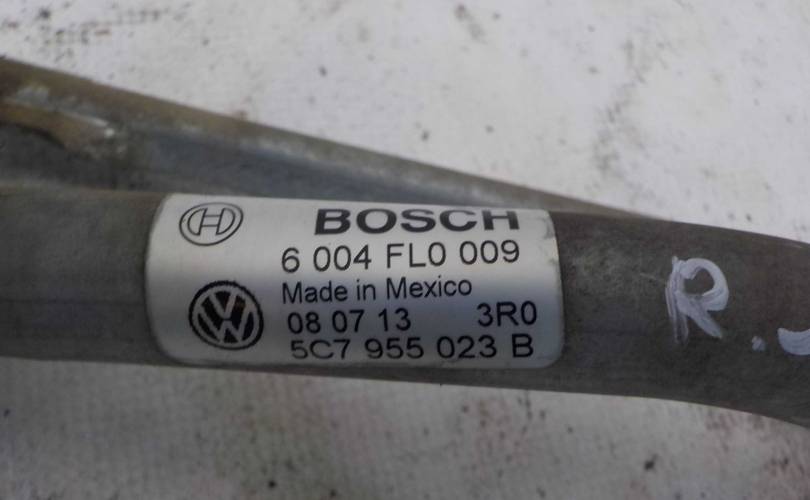 BOSCH
6 004 FL0 009
Made in Mexico
08 07 13 3R0
5C7 955 023 B
R.